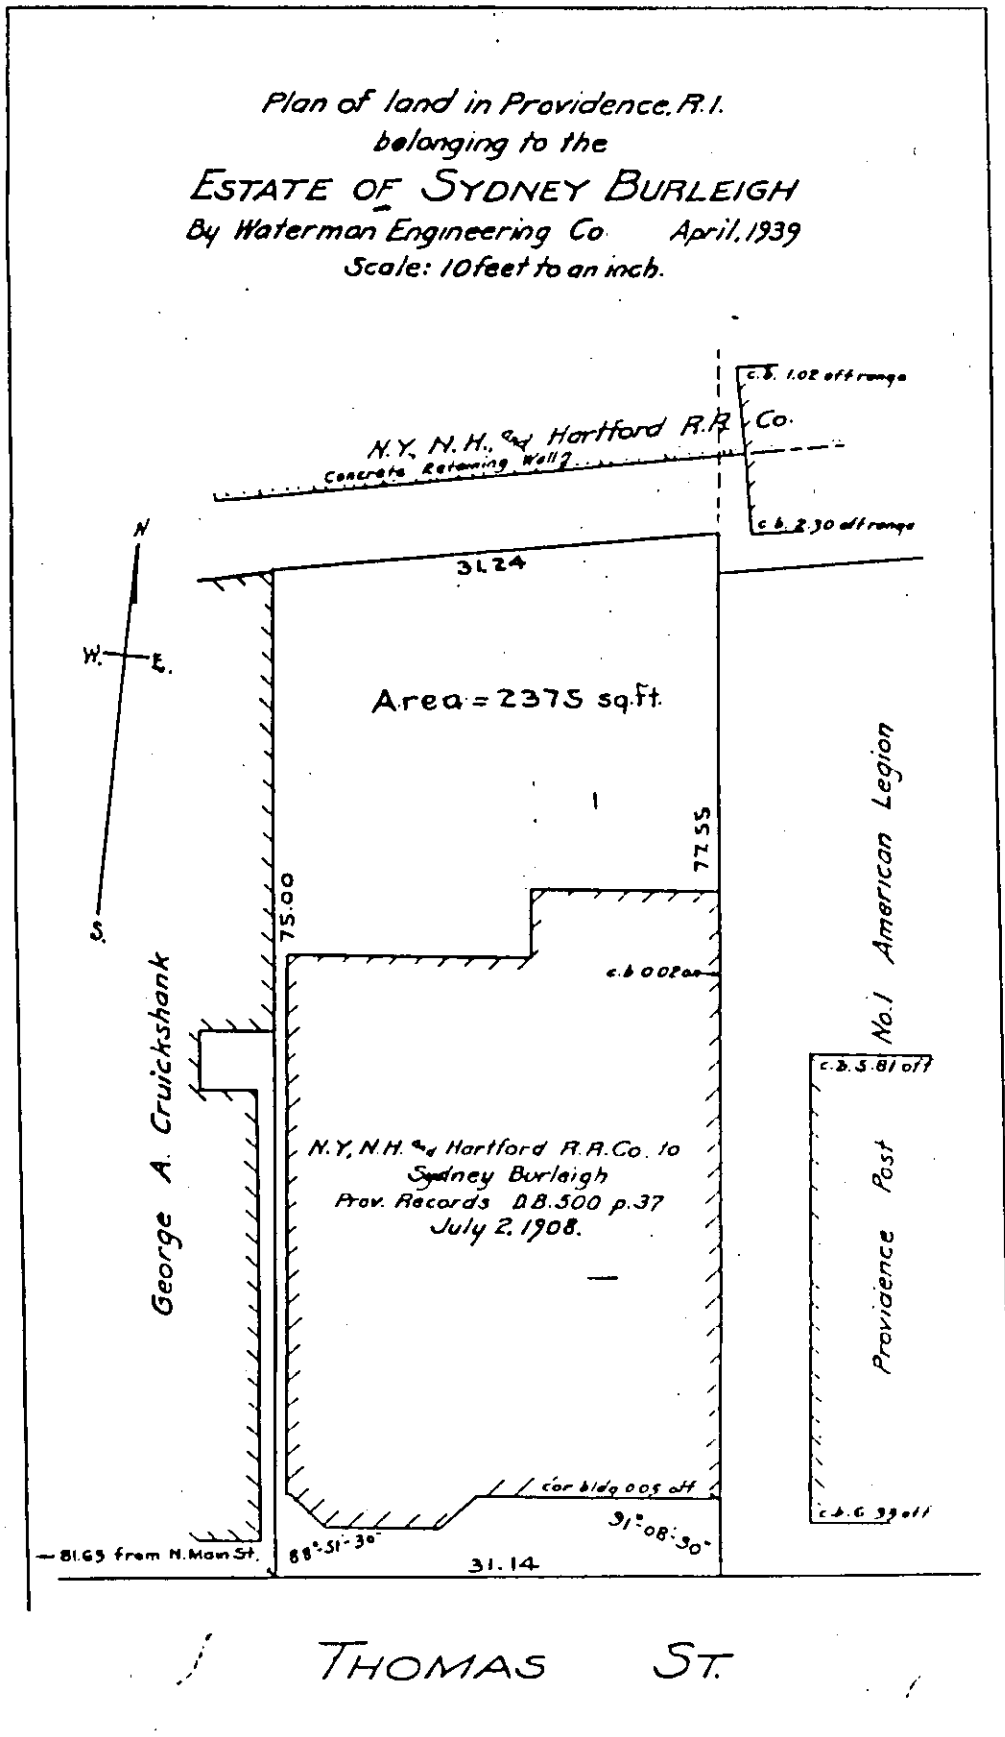 Plan of land in Providence, R.I.
belonging to the
ESTATE OF SYDNEY BURLEIGH
By Waterman Engineering Co. April, 1939
Scale: 10 feet to an inch.
c.b. 1.02 off range
N.Y., N.H., and Hartford R.R. Co.
Concrete Retaining Wall
c.b. 2.30 off range
N
31.24
W. E.
Area = 2375 sq.ft.
77.55
75.00
S.
c.b 0.02 on
George A. Cruickshank
Providence Post No.1 American Legion
c.b. 5.81 off
N.Y., N.H. and Hartford R.R. Co. to
Sydney Burleigh
Prov. Records D.B. 500 p.37
July 2, 1908.
cor bldg 0.05 off
c.b. 6.99 off
81.65 from N. Main St.
88°-51'-30"
91°-08'-30"
31.14
THOMAS ST.